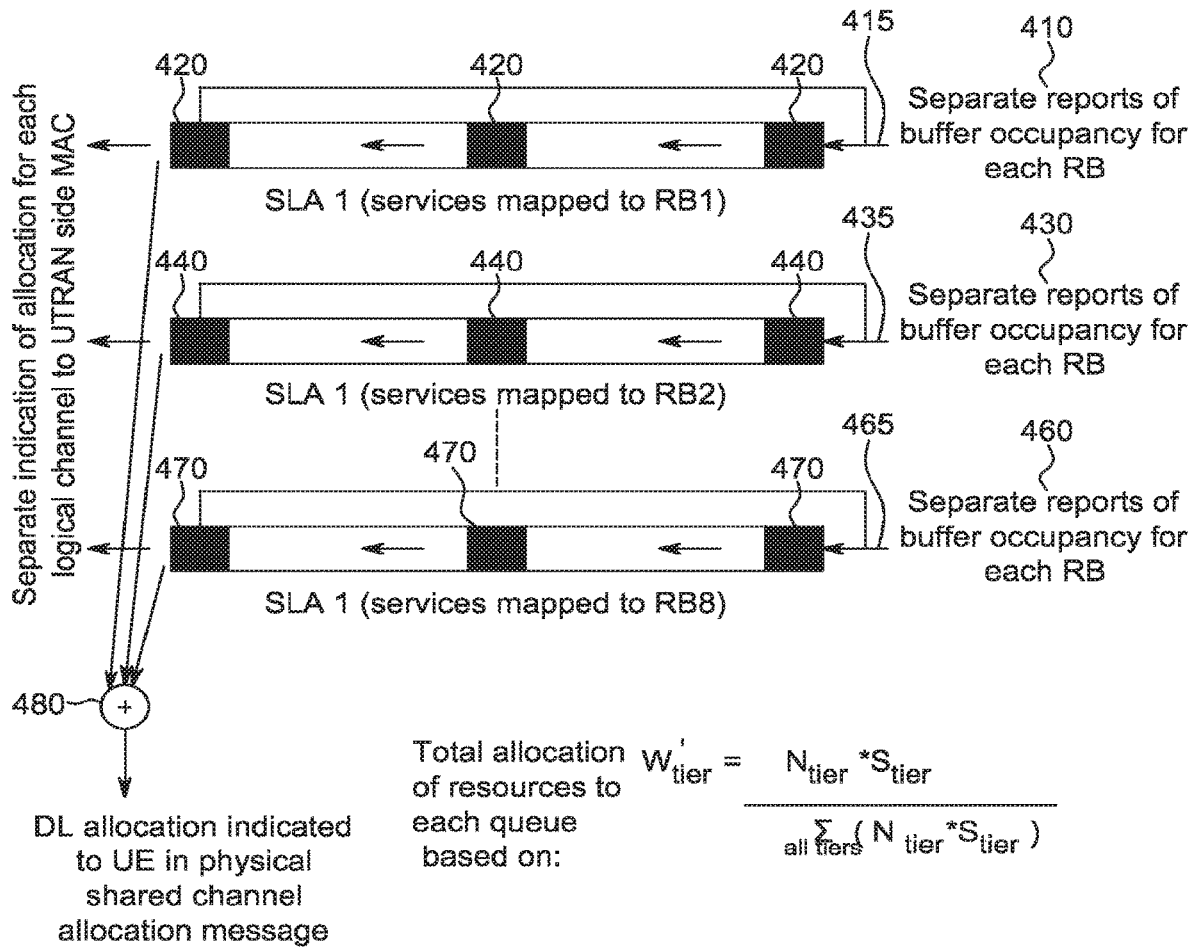 415
410
420
420
420
Separate reports of
buffer occupancy for
each RB
SLA 1 (services mapped to RB1)
435
430
440
440
440
Separate reports of
buffer occupancy for
each RB
SLA 1 (services mapped to RB2)
465
460
470
470
470
Separate reports of
buffer occupancy for
each RB
SLA 1 (services mapped to RB8)
Separate indication of allocation for each
logical channel to UTRAN side MAC
480
+
DL allocation indicated
to UE in physical
shared channel
allocation message
Total allocation
of resources to
each queue
based on:
W'tier = Ntier *Stier
Σall tiers( N tier*Stier )